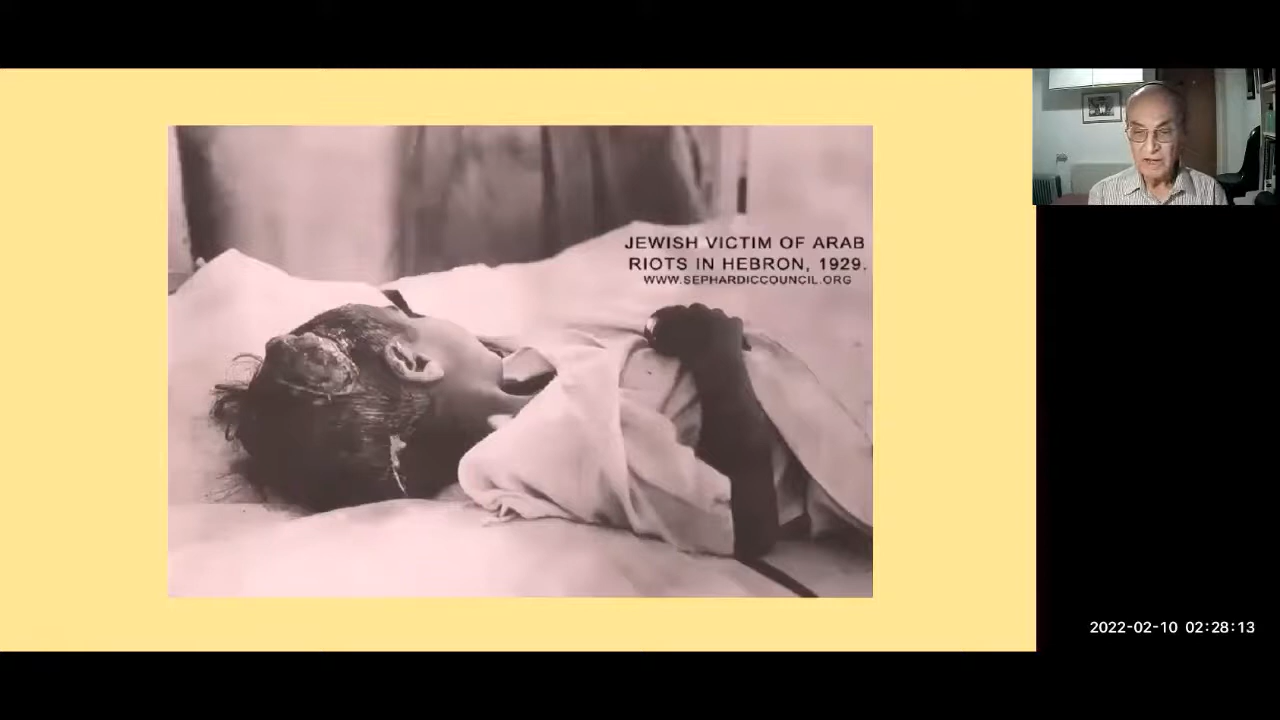 JEWISH VICTIM OF ARAB
RIOTS IN HEBRON, 1929.
WWW.SEPHARDICCOUNCIL.ORG
2022-02-10 02:28:13